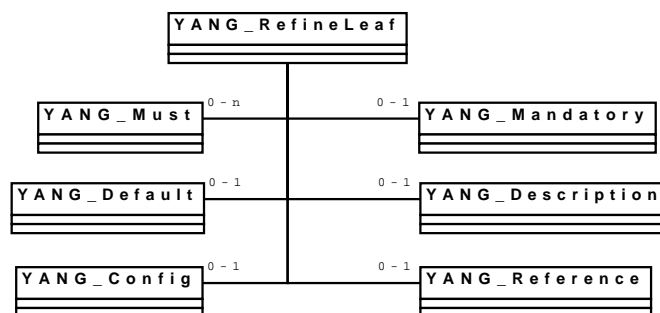 YANG_RefineLeaf
0-n
0-1
YANG_Must
YANG_Mandatory
0-1
0-1
YANG_Default
YANG_Description
0-1
0-1
YANG_Config
YANG_Reference